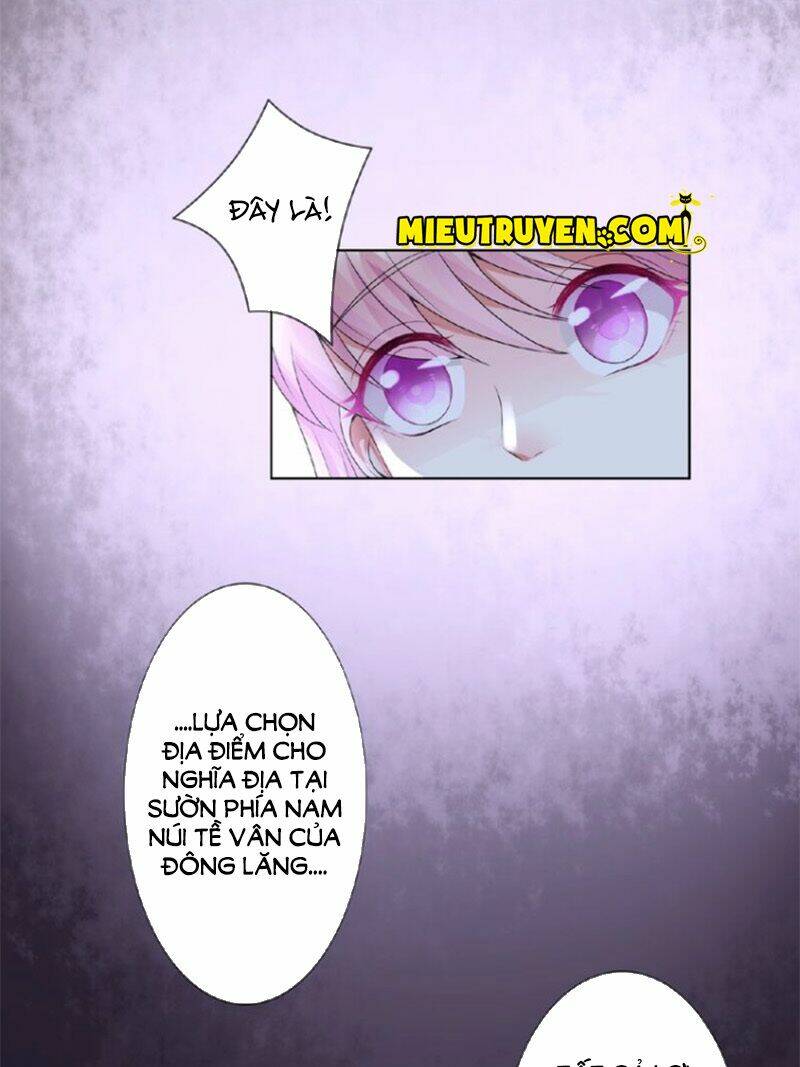 ĐÂY LÀ!
MIEUTRUYEN.COM
....LỰA CHỌN
ĐỊA ĐIỂM CHO
NGHĨA ĐỊA TẠI
SƯỜN PHÍA NAM
NÚI TỀ VÂN CỦA
ĐÔNG LĂNG....